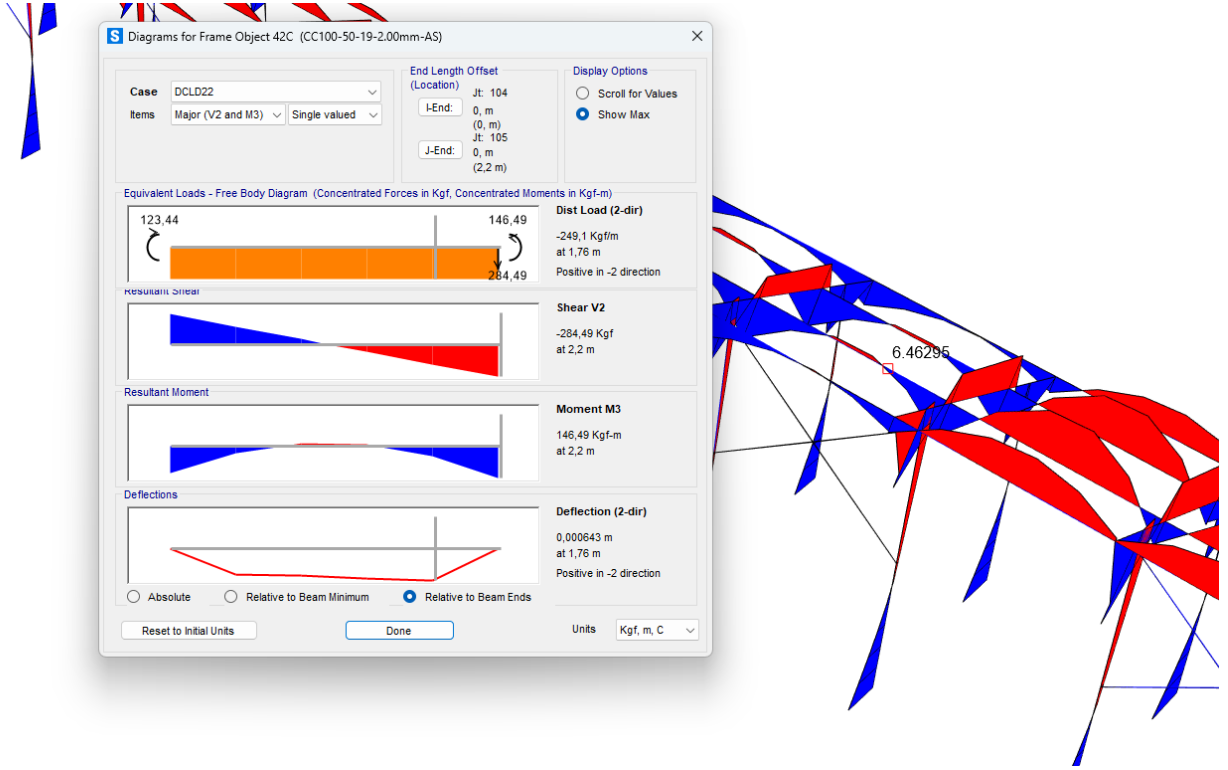 S Diagrams for Frame Object 42C (CC100-50-19-2.00mm-AS)
Case DCLD22
Items Major (V2 and M3) Single valued
End Length Offset
(Location)
Jt: 104
I-End: 0, m
(0, m)
Jt: 105
J-End: 0, m
(2,2 m)
Display Options
Scroll for Values
Show Max
Equivalent Loads - Free Body Diagram (Concentrated Forces in Kgf, Concentrated Moments in Kgf-m)
123,44 146,49
284,49
Dist Load (2-dir)
-249,1 Kgf/m
at 1,76 m
Positive in -2 direction
Resultant Shear
Shear V2
-284,49 Kgf
at 2,2 m
Resultant Moment
Moment M3
146,49 Kgf-m
at 2,2 m
Deflections
Deflection (2-dir)
0,000643 m
at 1,76 m
Positive in -2 direction
Absolute Relative to Beam Minimum Relative to Beam Ends
Reset to Initial Units Done Units Kgf, m, C
6.46295